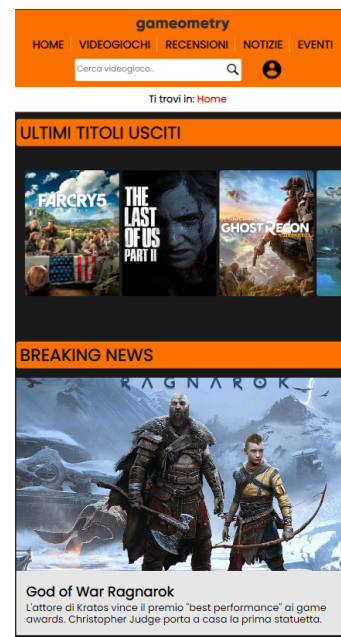 gameometry
HOME VIDEOGIOCHI RECENSIONI NOTIZIE EVENTI
Cerca videogioco..
Ti trovi in: Home
ULTIMI TITOLI USCITI
FARCRY5
THE
LAST
OF US
PART II
GHOST RECON
BREAKING NEWS
RAGNAROK
God of War Ragnarok
L'attore di Kratos vince il premio "best performance" ai game
awards. Christopher Judge porta a casa la prima statuetta.